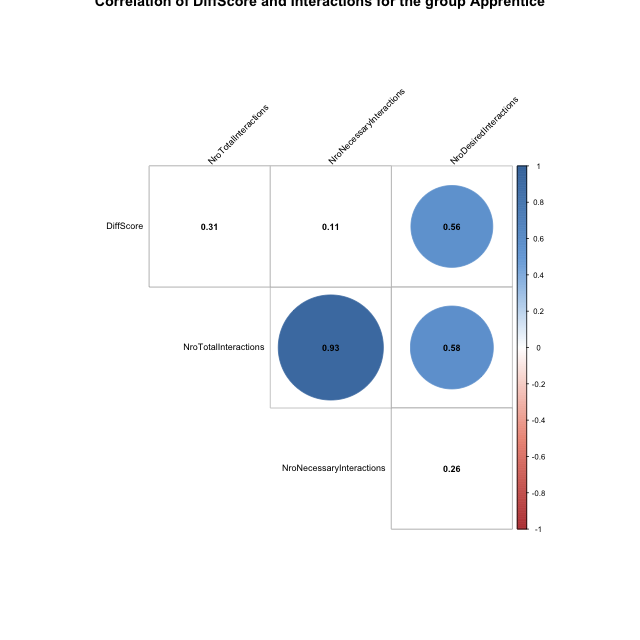 Correlation of DiffScore and Interactions for the group Apprentice
NroTotalInteractions
NroNecessaryInteractions
NroDesiredInteractions
DiffScore
0.31
0.11
0.56
NroTotalInteractions
0.93
0.58
NroNecessaryInteractions
0.26
1
0.8
0.6
0.4
0.2
0
-0.2
-0.4
-0.6
-0.8
-1